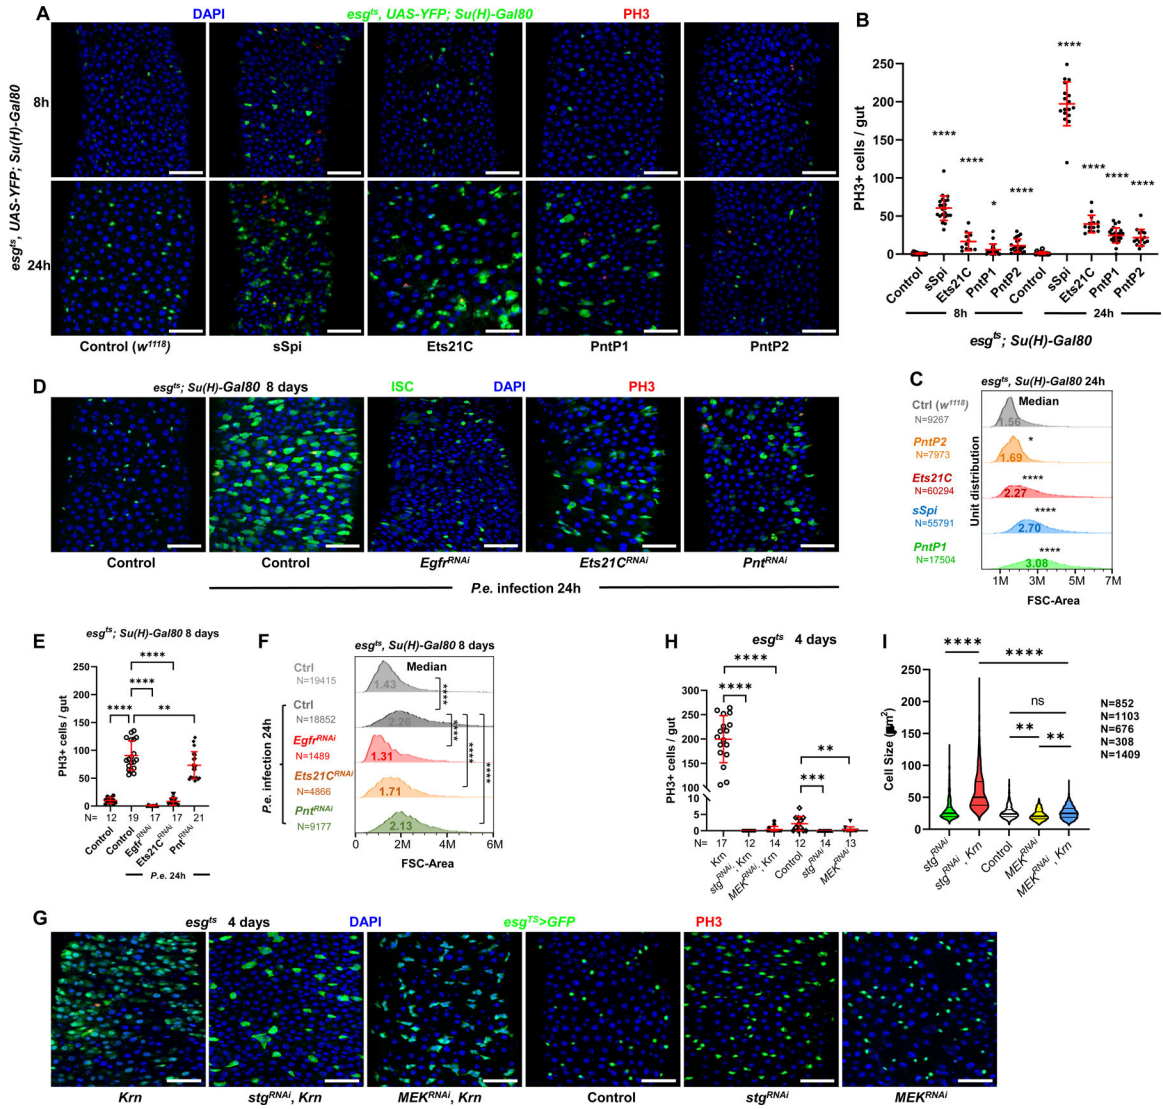 A
DAPI
esgᵗˢ, UAS-YFP; Su(H)-Gal80
PH3
esgᵗˢ, UAS-YFP; Su(H)-Gal80
8h
24h
Control (w¹¹¹⁸)
sSpi
Ets21C
PntP1
PntP2
B
PH3+ cells / gut
250
200
150
100
50
0
****
****
*
****
****
****
****
****
Control
sSpi
Ets21C
PntP1
PntP2
Control
sSpi
Ets21C
PntP1
PntP2
8h
24h
esgᵗˢ; Su(H)-Gal80
C
esgᵗˢ, Su(H)-Gal80 24h
Unit distribution
Median
Ctrl (w¹¹¹⁸)
N=9267
1.56
PntP2
N=7973
1.69
*
Ets21C
N=60294
2.27
****
sSpi
N=55791
2.70
****
PntP1
N=17504
3.08
****
1M 3M 5M 7M
FSC-Area
D
esgᵗˢ; Su(H)-Gal80 8 days
ISC
DAPI
PH3
Control
Control
Egfrᴿᴺᴬⁱ
Ets21Cᴿᴺᴬⁱ
Pntᴿᴺᴬⁱ
P.e. infection 24h
E
esgᵗˢ; Su(H)-Gal80 8 days
PH3+ cells / gut
250
200
150
100
50
0
****
****
****
**
N= 12 19 17 17 21
Control
Control
Egfrᴿᴺᴬⁱ
Ets21Cᴿᴺᴬⁱ
Pntᴿᴺᴬⁱ
P.e. 24h
F
esgᵗˢ, Su(H)-Gal80 8 days
Median
P.e. infection 24h
Ctrl
N=19415
1.43
Ctrl
N=18852
2.26
Egfrᴿᴺᴬⁱ
N=1489
1.31
Ets21Cᴿᴺᴬⁱ
N=4866
1.71
Pntᴿᴺᴬⁱ
N=9177
2.13
****
****
****
****
0 2M 4M 6M
FSC-Area
H
esgᵗˢ 4 days
PH3+ cells / gut
300
250
200
150
100
5
0
****
****
***
**
N= 17 12 14 12 14 13
Krn
stgᴿᴺᴬⁱ, Krn
MEKᴿᴺᴬⁱ, Krn
Control
stgᴿᴺᴬⁱ
MEKᴿᴺᴬⁱ
I
250
200
150
100
50
0
****
****
ns
**
**
N=852
N=1103
N=676
N=308
N=1409
stgᴿᴺᴬⁱ
stgᴿᴺᴬⁱ, Krn
Control
MEKᴿᴺᴬⁱ
MEKᴿᴺᴬⁱ, Krn
G
esgᵗˢ 4 days
DAPI
esgᵀˢ>GFP
PH3
Krn
stgᴿᴺᴬⁱ, Krn
MEKᴿᴺᴬⁱ, Krn
Control
stgᴿᴺᴬⁱ
MEKᴿᴺᴬⁱ